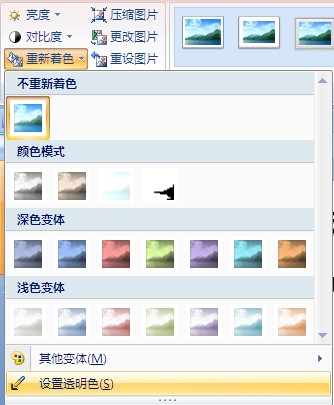 亮度 压缩图片
对比度 更改图片
重新着色 重设图片
不重新着色
颜色模式
深色变体
浅色变体
其他变体(M)
设置透明色(S)